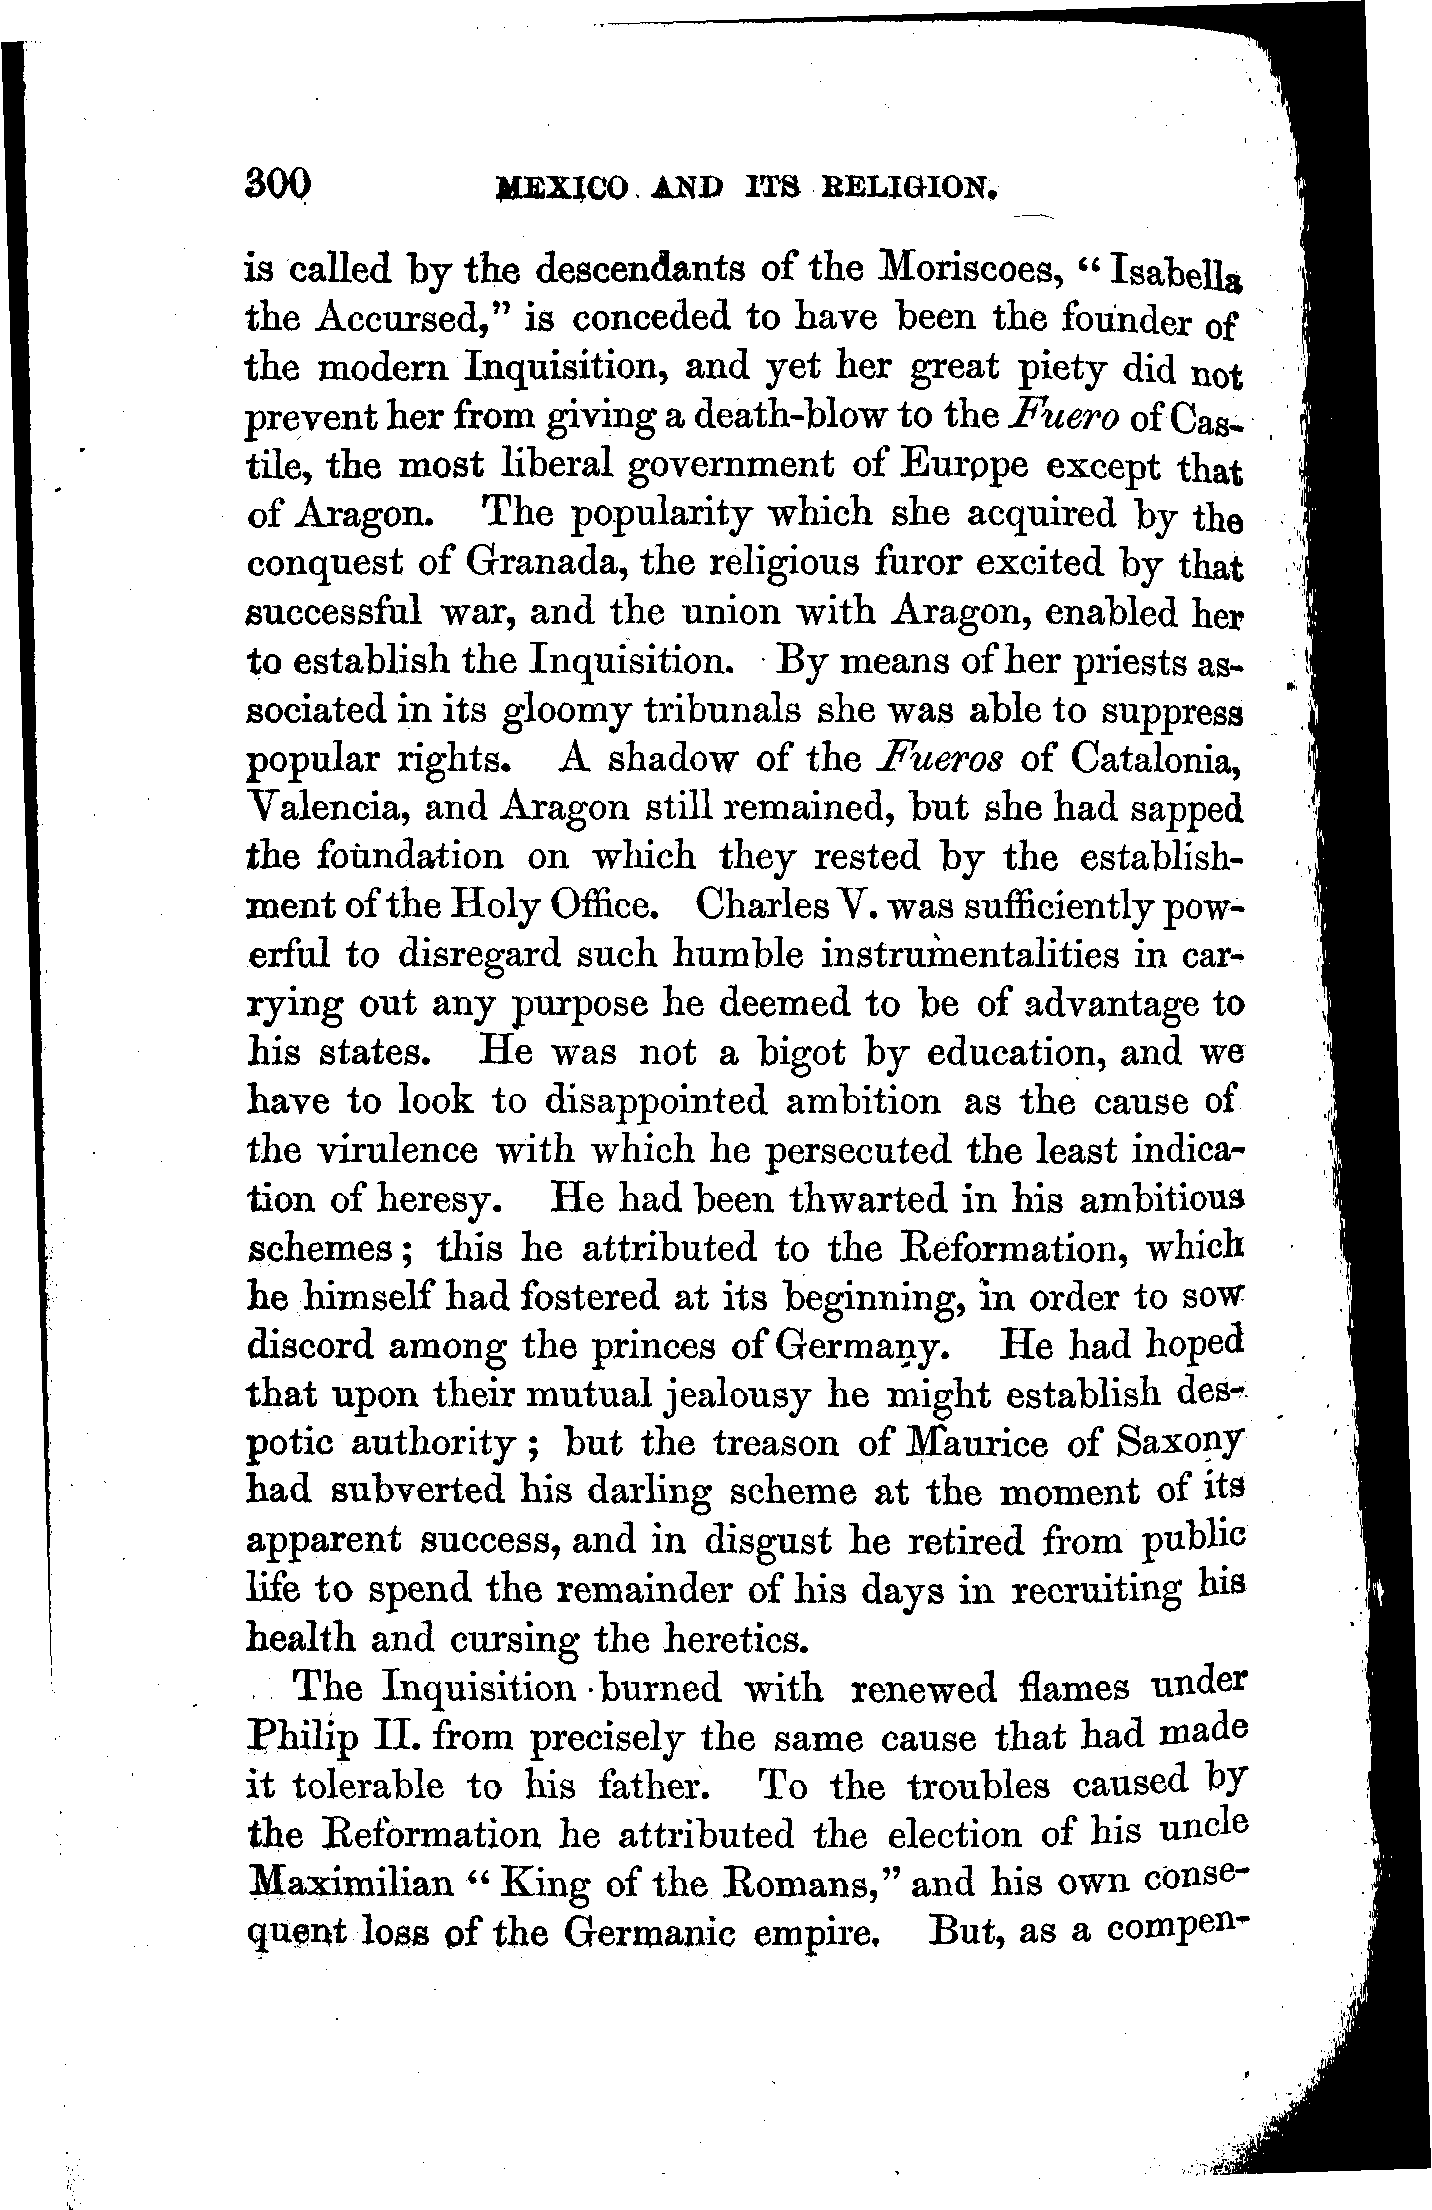 300 MEXICO AND ITS RELIGION.
is called by the descendants of the Moriscoes, "Isabella
the Accursed," is conceded to have been the founder of
the modern Inquisition, and yet her great piety did not
prevent her from giving a death-blow to the Fuero of Cas-
tile, the most liberal government of Europe except that
of Aragon. The popularity which she acquired by the
conquest of Granada, the religious furor excited by that
successful war, and the union with Aragon, enabled her
to establish the Inquisition. By means of her priests as-
sociated in its gloomy tribunals she was able to suppress
popular rights. A shadow of the Fueros of Catalonia,
Valencia, and Aragon still remained, but she had sapped
the foundation on which they rested by the establish-
ment of the Holy Office. Charles V. was sufficiently pow-
erful to disregard such humble instrumentalities in car-
rying out any purpose he deemed to be of advantage to
his states. He was not a bigot by education, and we
have to look to disappointed ambition as the cause of
the virulence with which he persecuted the least indica-
tion of heresy. He had been thwarted in his ambitious
schemes; this he attributed to the Reformation, which
he himself had fostered at its beginning, in order to sow
discord among the princes of Germany. He had hoped
that upon their mutual jealousy he might establish des-
potic authority; but the treason of Maurice of Saxony
had subverted his darling scheme at the moment of its
apparent success, and in disgust he retired from public
life to spend the remainder of his days in recruiting his
health and cursing the heretics.
The Inquisition burned with renewed flames under
Philip II. from precisely the same cause that had made
it tolerable to his father. To the troubles caused by
the Reformation he attributed the election of his uncle
Maximilian "King of the Romans," and his own conse-
quent loss of the Germanic empire. But, as a compen-